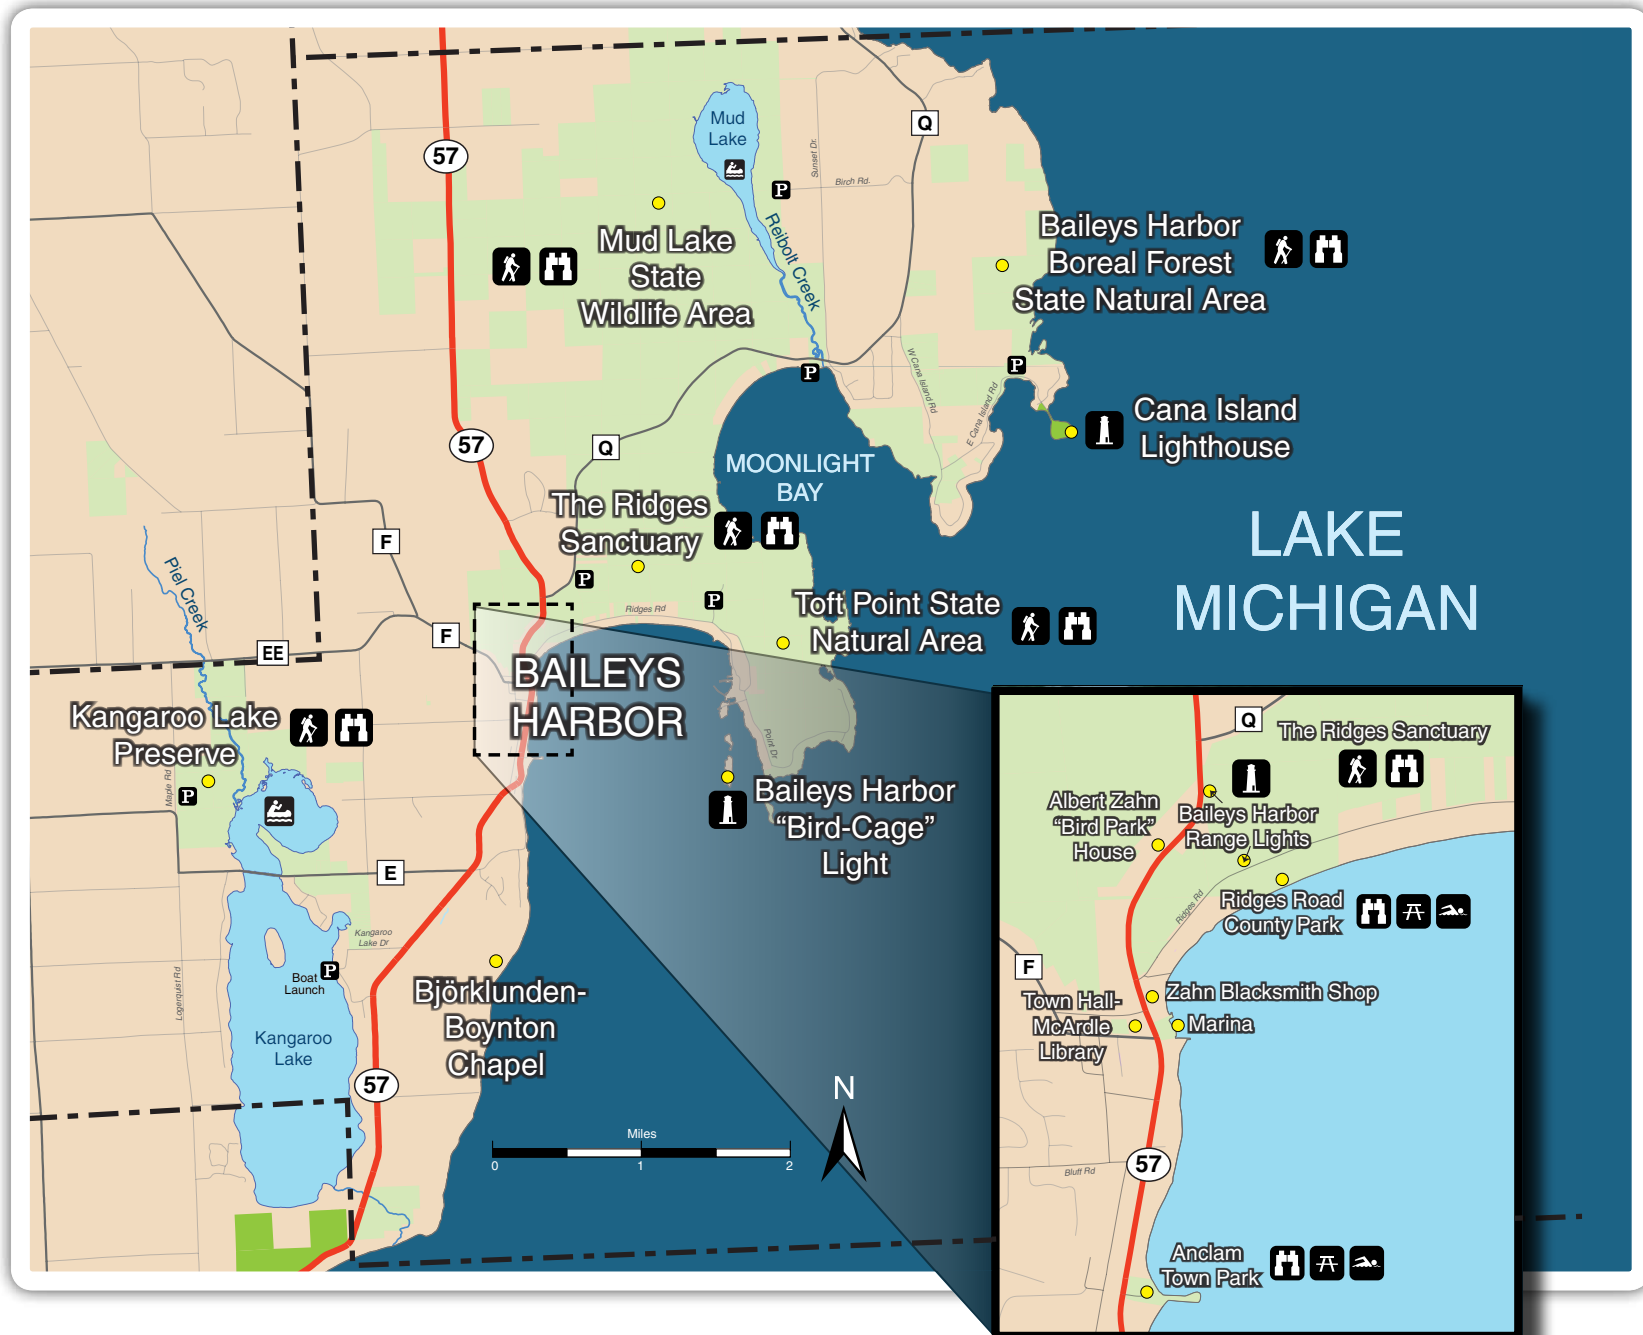 57
Mud
Lake
Q
Sunset Dr.
Birch Rd.
P
Reibolt Creek
Mud Lake
State
Wildlife Area
Baileys Harbor
Boreal Forest
State Natural Area
P
P
W Cana Island Rd
E Cana Island Rd
Cana Island
Lighthouse
57
Q
MOONLIGHT
BAY
LAKE
MICHIGAN
The Ridges
Sanctuary
P
P
Ridges Rd
F
Piel Creek
F
EE
Toft Point State
Natural Area
BAILEYS
HARBOR
Point Dr
Kangaroo Lake
Preserve
Maple Rd
P
Baileys Harbor
“Bird-Cage”
Light
E
Kangaroo
Lake Dr
Logerquist Rd
Boat
Launch
P
Kangaroo
Lake
Björklunden-
Boynton
Chapel
57
N
Miles
0 1 2
Q
The Ridges Sanctuary
Albert Zahn
“Bird Park”
House
Baileys Harbor
Range Lights
Ridges Rd
Ridges Road
County Park
F
Zahn Blacksmith Shop
Town Hall-
McArdle
Library
Marina
57
Bluff Rd
Anclam
Town Park